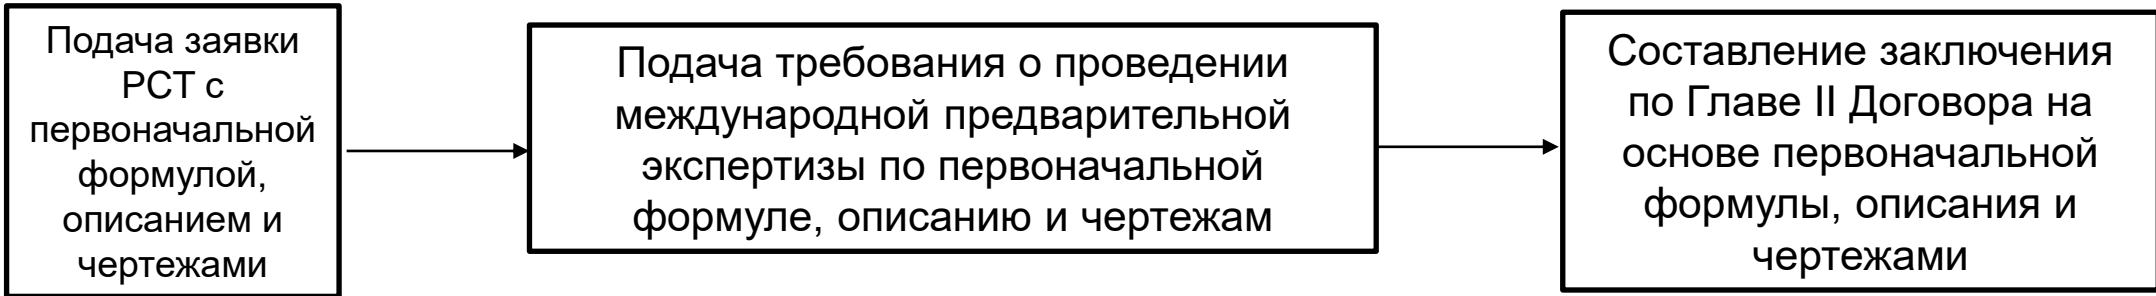 Подача заявки
РСТ с
первоначальной
формулой,
описанием и
чертежами
Подача требования о проведении
международной предварительной
экспертизы по первоначальной
формуле, описанию и чертежам
Составление заключения
по Главе II Договора на
основе первоначальной
формулы, описания и
чертежами